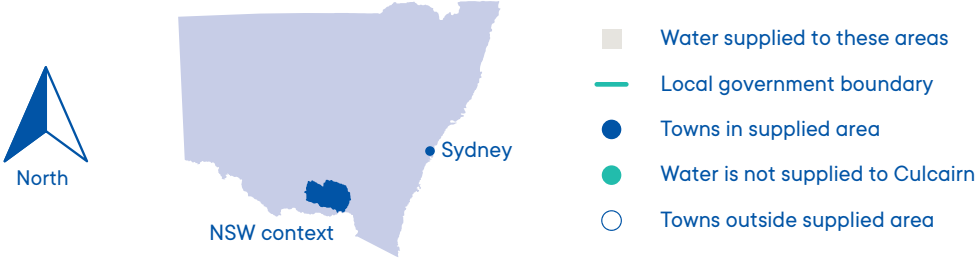 North
Sydney
NSW context
Water supplied to these areas
Local government boundary
Towns in supplied area
Water is not supplied to Culcairn
Towns outside supplied area